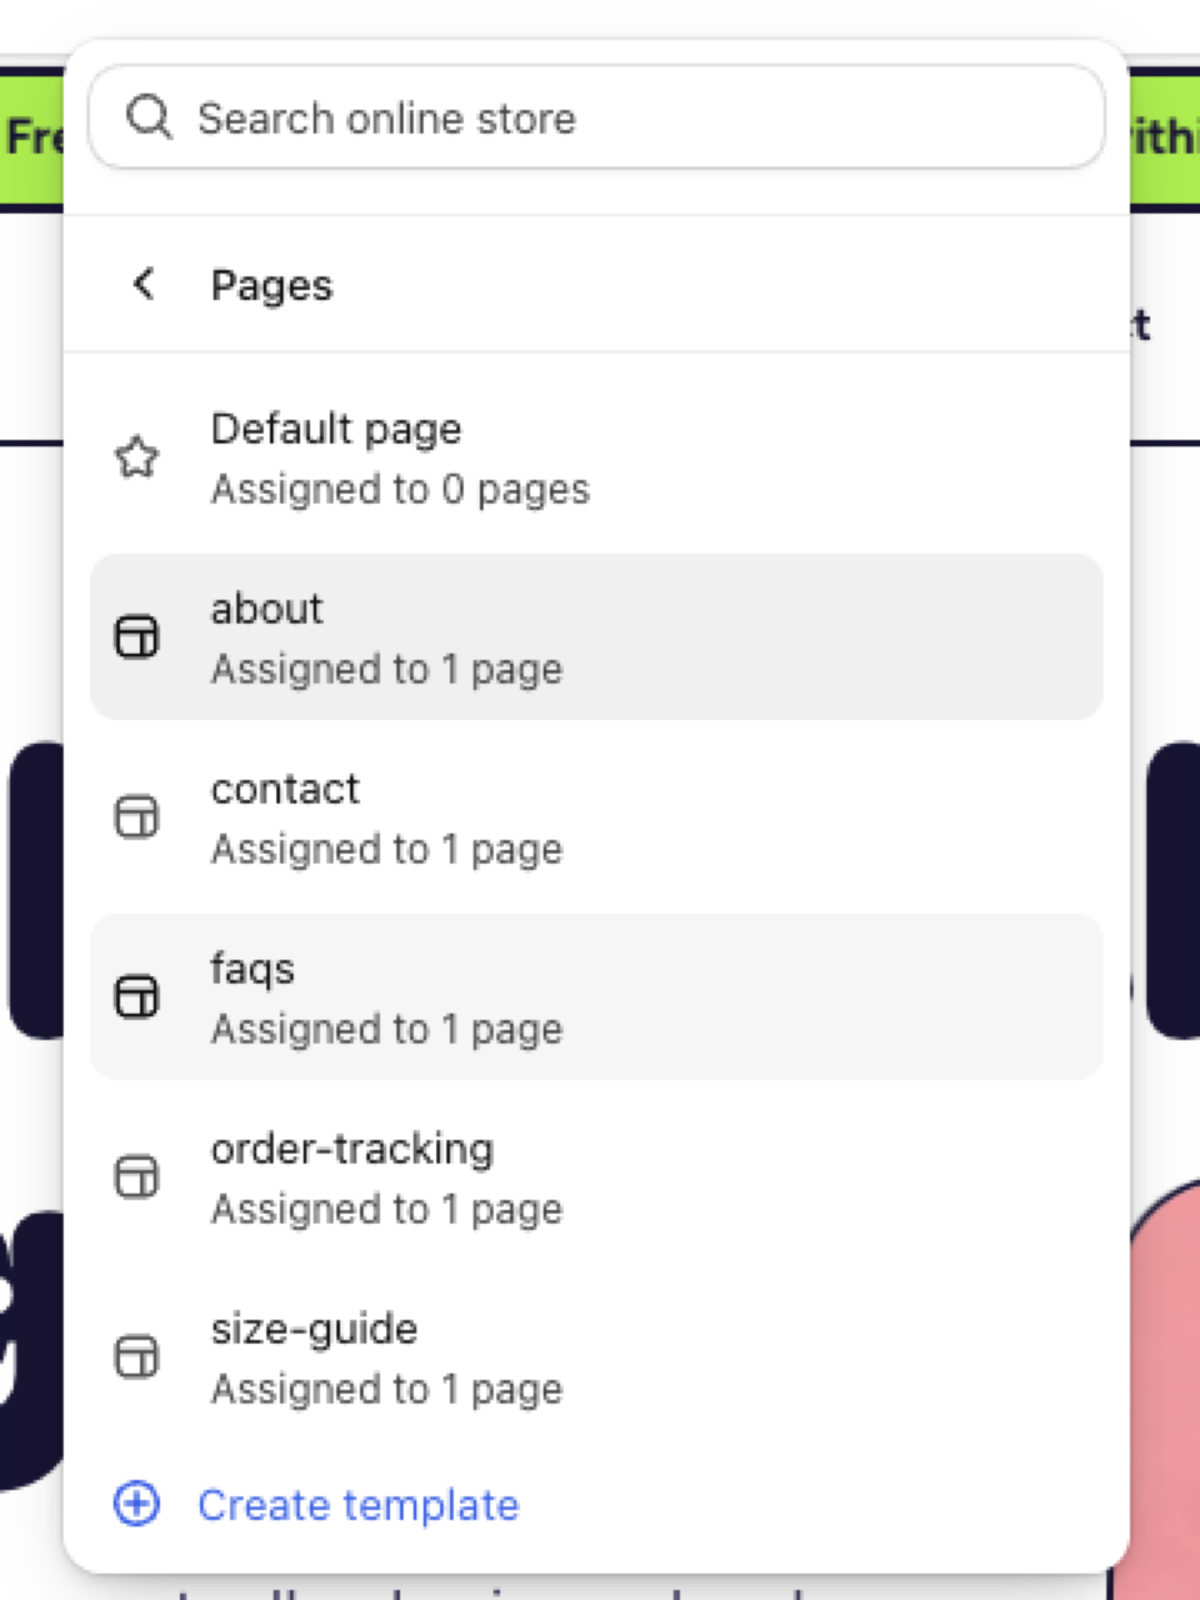 Search online store
Pages
Default page
Assigned to 0 pages
about
Assigned to 1 page
contact
Assigned to 1 page
faqs
Assigned to 1 page
order-tracking
Assigned to 1 page
size-guide
Assigned to 1 page
Create template